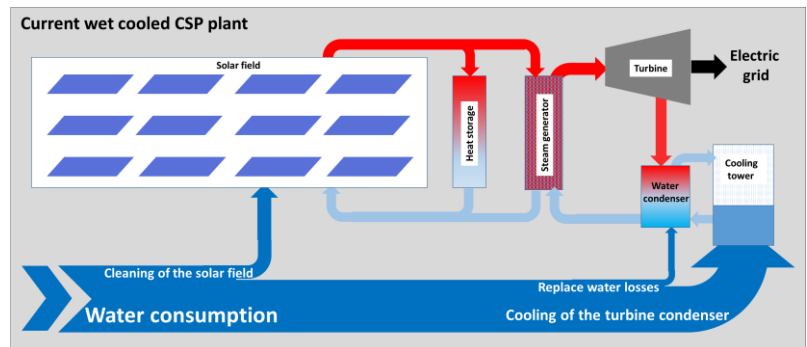 Current wet cooled CSP plant
Solar field
Heat storage
Steam generator
Turbine
Electric
grid
Water
condenser
Cooling
tower
Cleaning of the solar field
Replace water losses
Water consumption
Cooling of the turbine condenser